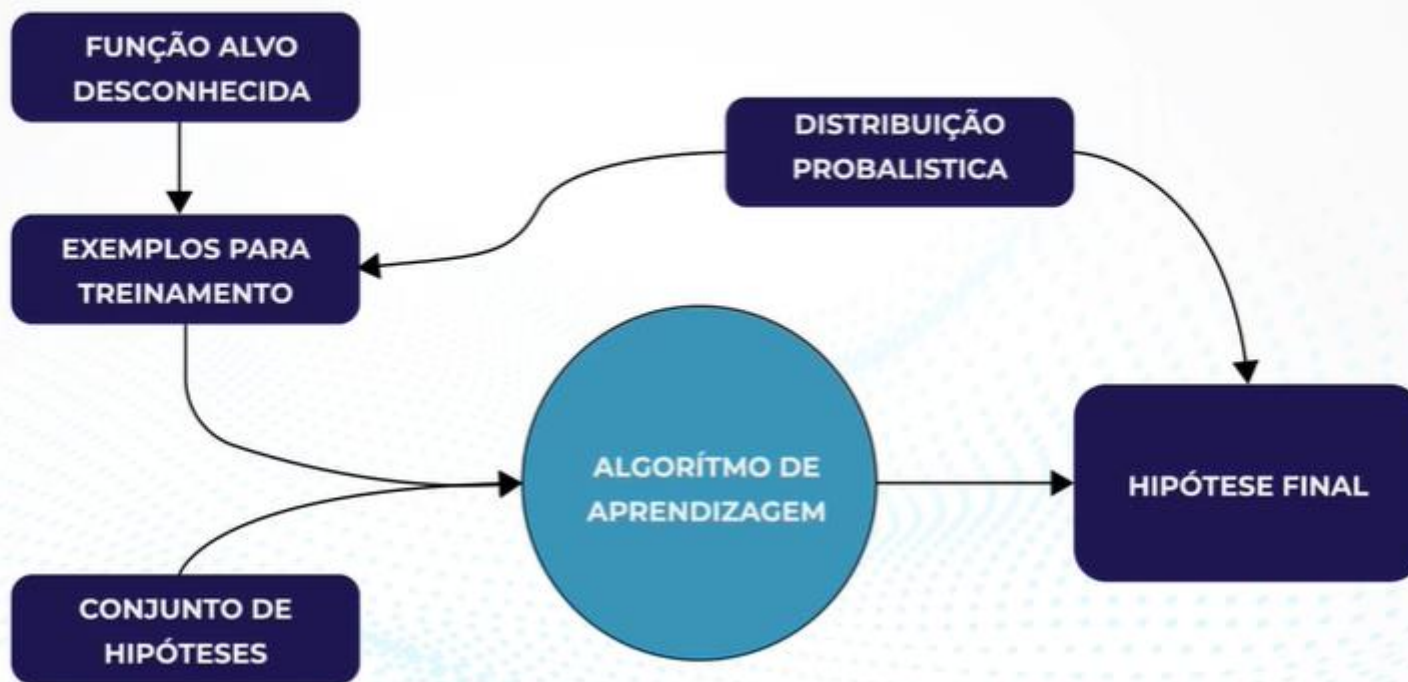 FUNÇÃO ALVO
DESCONHECIDA
DISTRIBUIÇÃO
PROBALISTICA
EXEMPLOS PARA
TREINAMENTO
ALGORÍTMO DE
APRENDIZAGEM
HIPÓTESE FINAL
CONJUNTO DE
HIPÓTESES